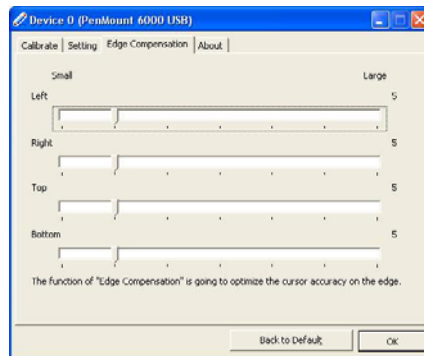 Device 0 (PenMount 6000 USB)
Calibrate Setting Edge Compensation About
Small Large
Left 5
Right 5
Top 5
Bottom 5
The function of "Edge Compensation" is going to optimize the cursor accuracy on the edge.
Back to Default OK